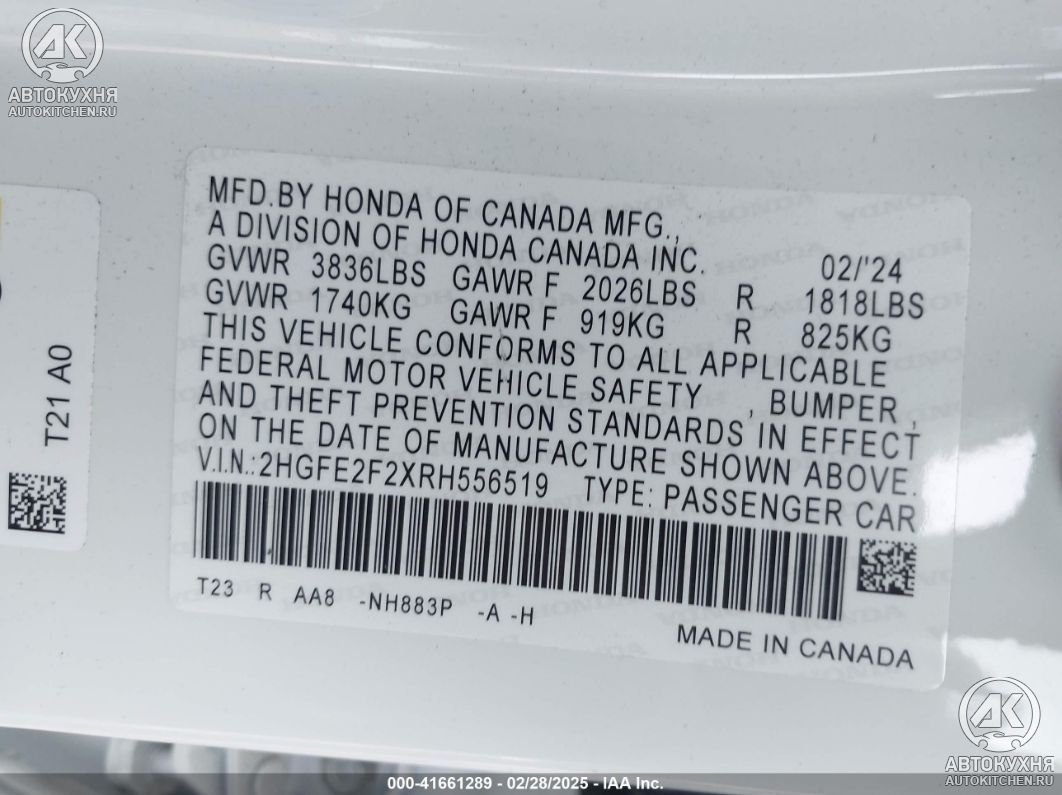 АК
АВТОКУХНЯ
AUTOKITCHEN.RU
MFD.BY HONDA OF CANADA MFG.,
A DIVISION OF HONDA CANADA INC.
02/'24
GVWR 3836LBS GAWR F 2026LBS R 1818LBS
GVWR 1740KG GAWR F 919KG R 825KG
THIS VEHICLE CONFORMS TO ALL APPLICABLE
FEDERAL MOTOR VEHICLE SAFETY , BUMPER ,
AND THEFT PREVENTION STANDARDS IN EFFECT
ON THE DATE OF MANUFACTURE SHOWN ABOVE.
V.I.N.:2HGFE2F2XRH556519 TYPE: PASSENGER CAR
T23 R AA8 -NH883P -A -H
MADE IN CANADA
T21 A0
АК
АВТОКУХНЯ
AUTOKITCHEN.RU
000-41661289 - 02/28/2025 - IAA Inc.